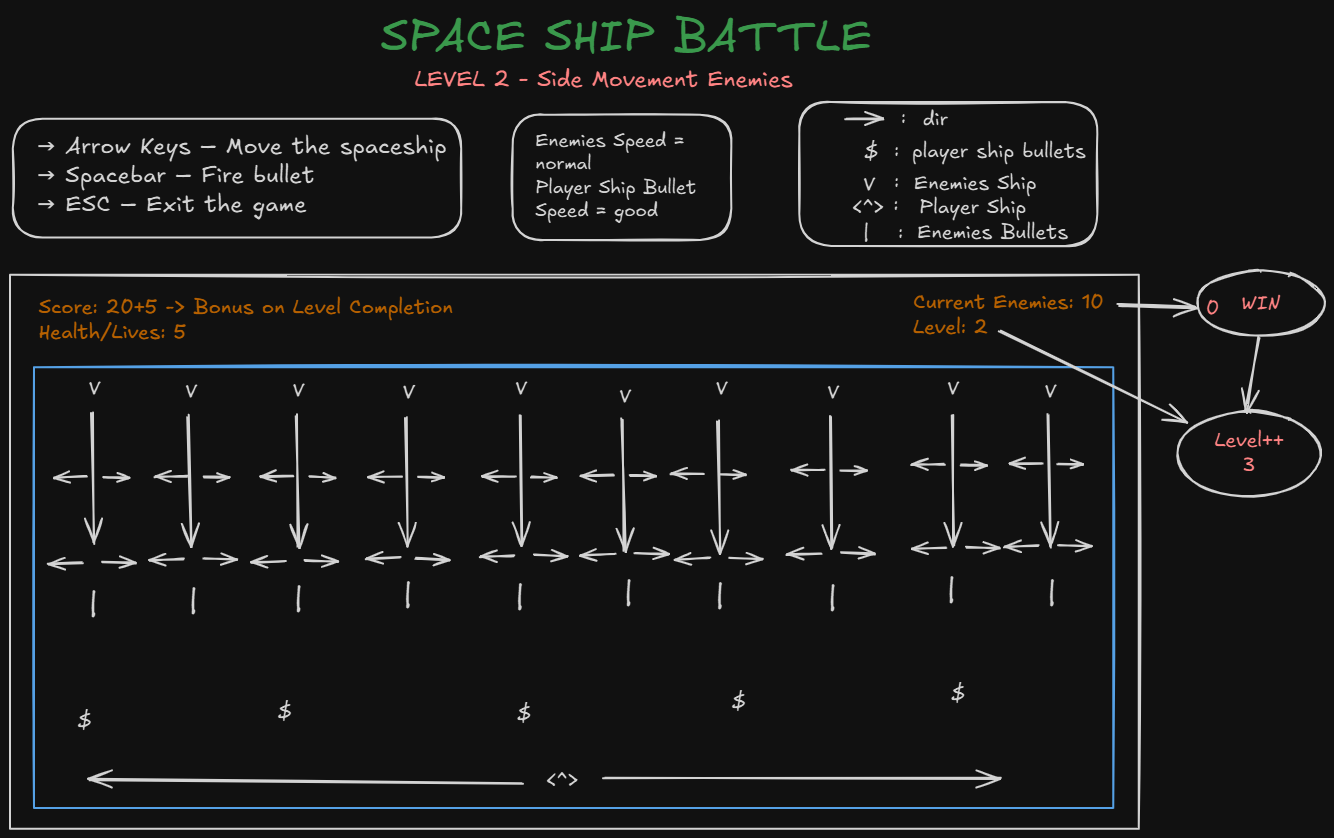 SPACE SHIP BATTLE
LEVEL 2 - Side Movement Enemies
→ Arrow Keys — Move the spaceship
→ Spacebar — Fire bullet
→ ESC — Exit the game
Enemies Speed =
normal
Player Ship Bullet
Speed = good
: dir
$ : player ship bullets
v : Enemies Ship
<^> : Player Ship
| : Enemies Bullets
Score: 20+5 -> Bonus on Level Completion
Health/Lives: 5
Current Enemies: 10
Level: 2
0 WIN
Level++
3
v v v v v v v v v v
| | | | | | | | | |
$ $ $ $ $
<^>